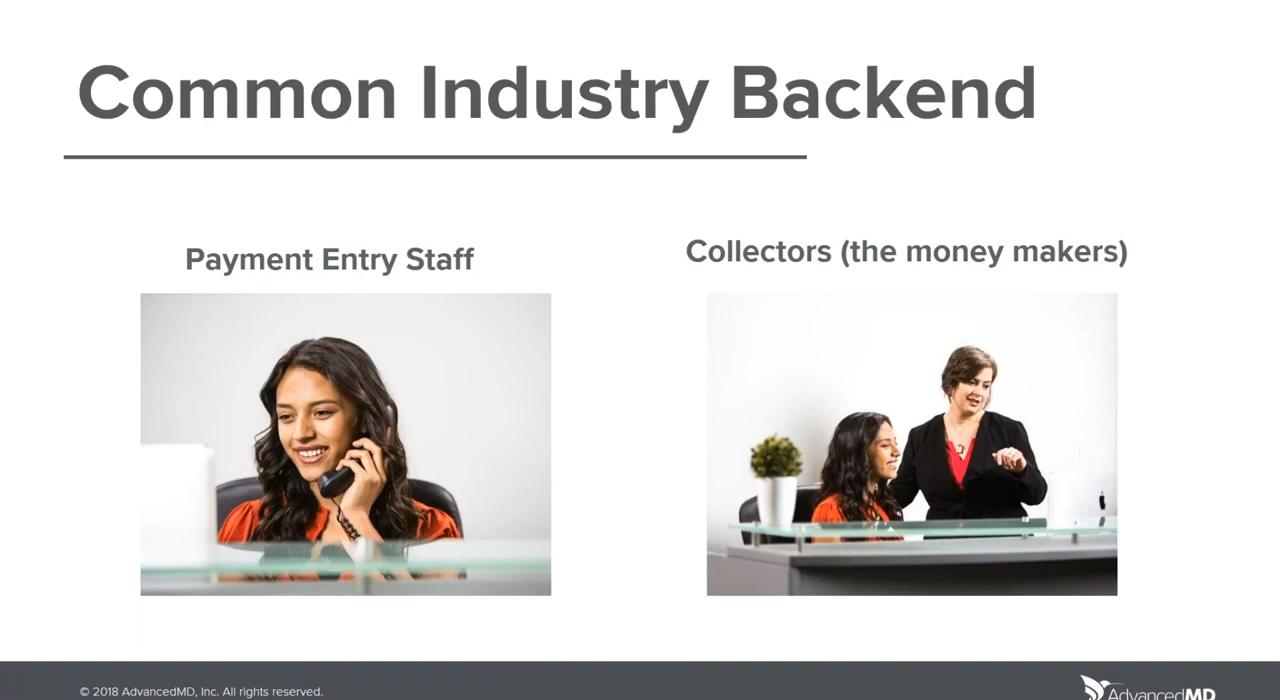 Common Industry Backend
Payment Entry Staff
Collectors (the money makers)
© 2018 AdvancedMD, Inc. All rights reserved.
AdvancedMD